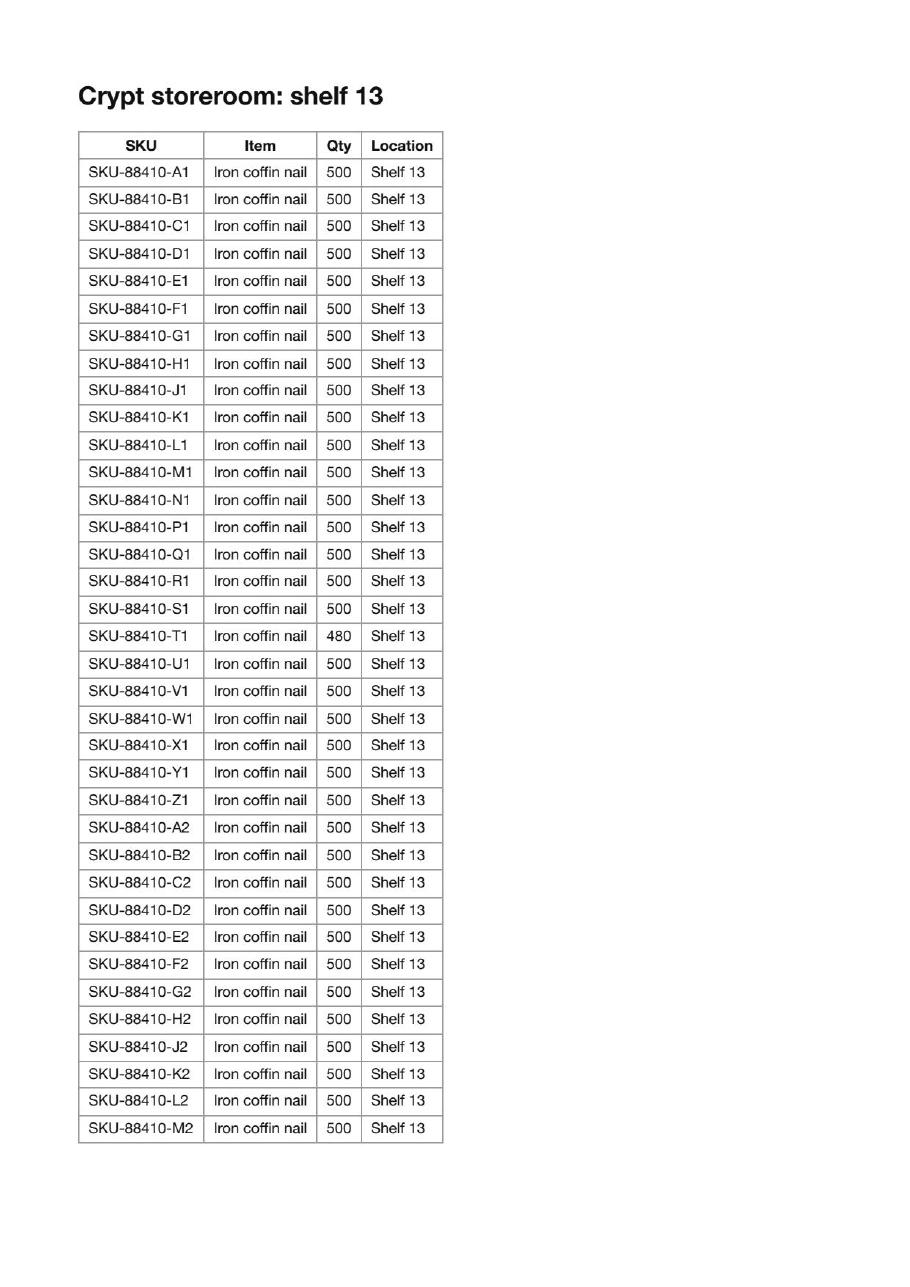 Crypt storeroom: shelf 13
SKU Item Qty Location
SKU-88410-A1 Iron coffin nail 500 Shelf 13
SKU-88410-B1 Iron coffin nail 500 Shelf 13
SKU-88410-C1 Iron coffin nail 500 Shelf 13
SKU-88410-D1 Iron coffin nail 500 Shelf 13
SKU-88410-E1 Iron coffin nail 500 Shelf 13
SKU-88410-F1 Iron coffin nail 500 Shelf 13
SKU-88410-G1 Iron coffin nail 500 Shelf 13
SKU-88410-H1 Iron coffin nail 500 Shelf 13
SKU-88410-J1 Iron coffin nail 500 Shelf 13
SKU-88410-K1 Iron coffin nail 500 Shelf 13
SKU-88410-L1 Iron coffin nail 500 Shelf 13
SKU-88410-M1 Iron coffin nail 500 Shelf 13
SKU-88410-N1 Iron coffin nail 500 Shelf 13
SKU-88410-P1 Iron coffin nail 500 Shelf 13
SKU-88410-Q1 Iron coffin nail 500 Shelf 13
SKU-88410-R1 Iron coffin nail 500 Shelf 13
SKU-88410-S1 Iron coffin nail 500 Shelf 13
SKU-88410-T1 Iron coffin nail 480 Shelf 13
SKU-88410-U1 Iron coffin nail 500 Shelf 13
SKU-88410-V1 Iron coffin nail 500 Shelf 13
SKU-88410-W1 Iron coffin nail 500 Shelf 13
SKU-88410-X1 Iron coffin nail 500 Shelf 13
SKU-88410-Y1 Iron coffin nail 500 Shelf 13
SKU-88410-Z1 Iron coffin nail 500 Shelf 13
SKU-88410-A2 Iron coffin nail 500 Shelf 13
SKU-88410-B2 Iron coffin nail 500 Shelf 13
SKU-88410-C2 Iron coffin nail 500 Shelf 13
SKU-88410-D2 Iron coffin nail 500 Shelf 13
SKU-88410-E2 Iron coffin nail 500 Shelf 13
SKU-88410-F2 Iron coffin nail 500 Shelf 13
SKU-88410-G2 Iron coffin nail 500 Shelf 13
SKU-88410-H2 Iron coffin nail 500 Shelf 13
SKU-88410-J2 Iron coffin nail 500 Shelf 13
SKU-88410-K2 Iron coffin nail 500 Shelf 13
SKU-88410-L2 Iron coffin nail 500 Shelf 13
SKU-88410-M2 Iron coffin nail 500 Shelf 13